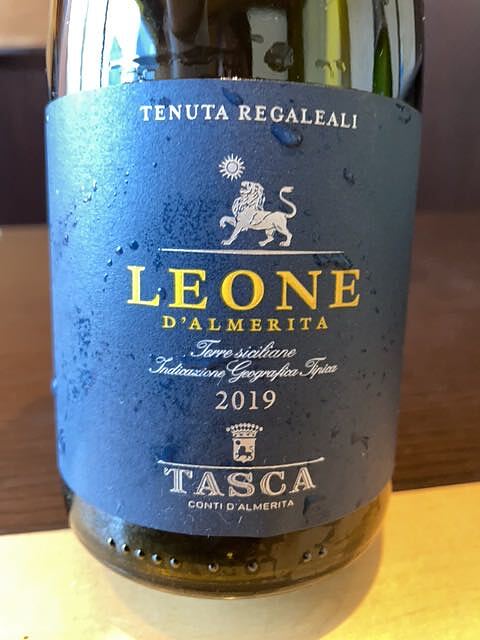 TENUTA REGALEALI
LEONE
D'ALMERITA
Terre siciliane
Indicazione Geografica Tipica
2019
TASCA
CONTI D'ALMERITA